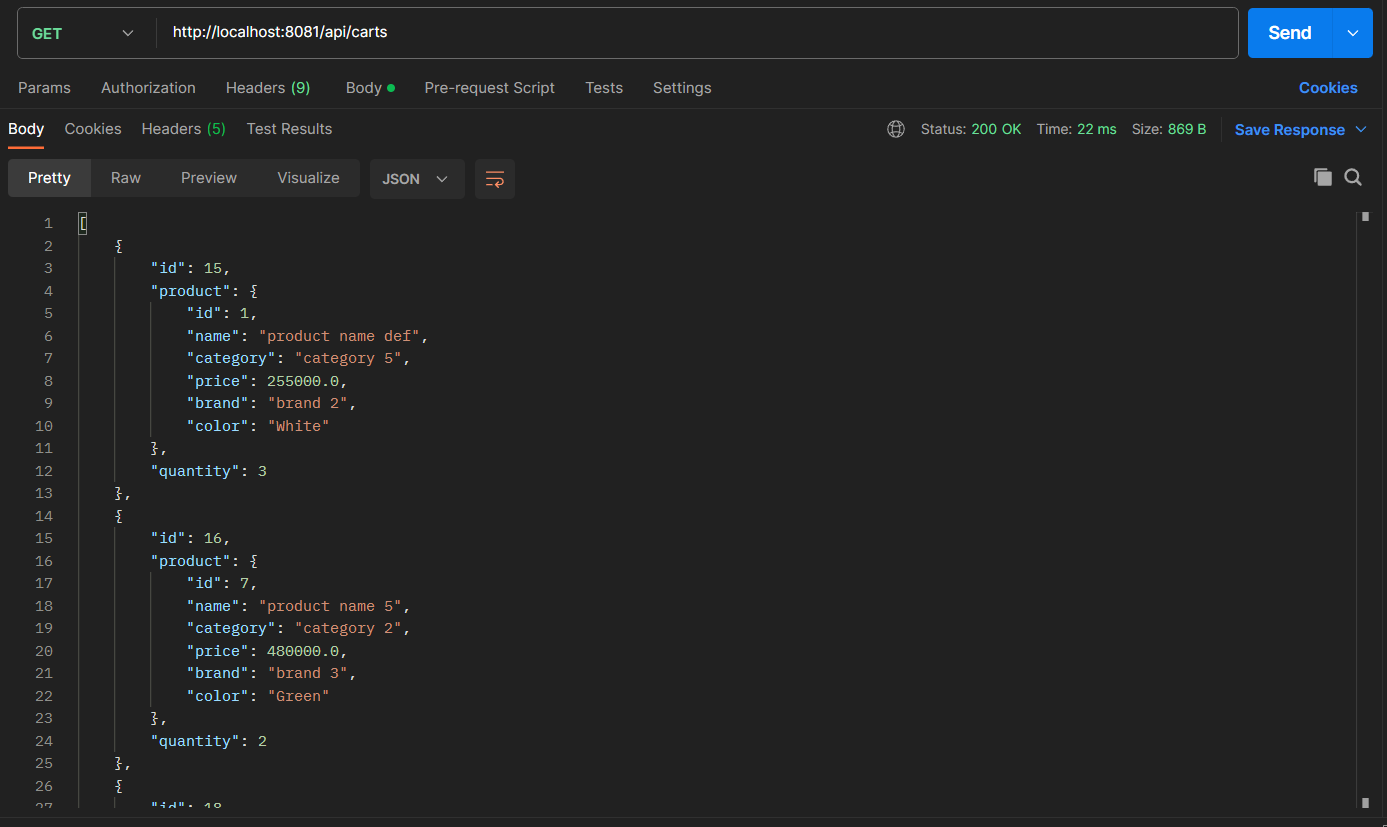 GET http://localhost:8081/api/carts Send
Params Authorization Headers (9) Body Pre-request Script Tests Settings Cookies
Body Cookies Headers (5) Test Results Status: 200 OK Time: 22 ms Size: 869 B Save Response
Pretty Raw Preview Visualize JSON
1 [
2 {
3 "id": 15,
4 "product": {
5 "id": 1,
6 "name": "product name def",
7 "category": "category 5",
8 "price": 255000.0,
9 "brand": "brand 2",
10 "color": "White"
11 },
12 "quantity": 3
13 },
14 {
15 "id": 16,
16 "product": {
17 "id": 7,
18 "name": "product name 5",
19 "category": "category 2",
20 "price": 480000.0,
21 "brand": "brand 3",
22 "color": "Green"
23 },
24 "quantity": 2
25 },
26 {
27 "id": 18